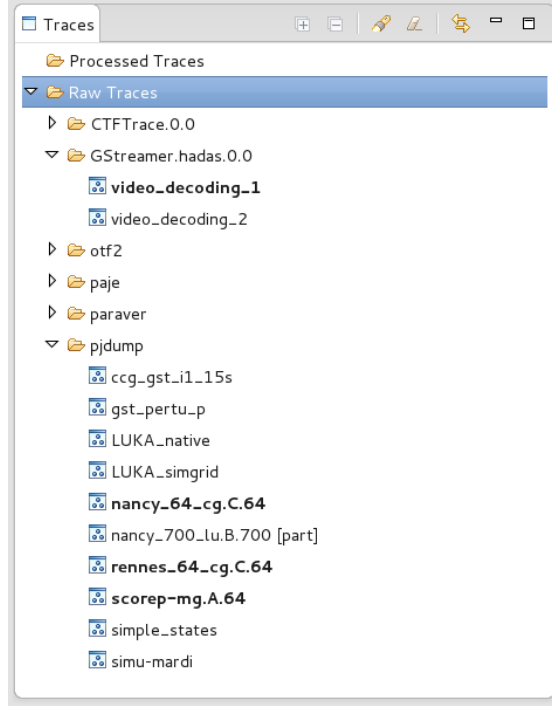 Traces
Processed Traces
Raw Traces
CTFTrace.0.0
GStreamer.hadas.0.0
video_decoding_1
video_decoding_2
otf2
paje
paraver
pjdump
ccg_gst_i1_15s
gst_pertu_p
LUKA_native
LUKA_simgrid
nancy_64_cg.C.64
nancy_700_lu.B.700 [part]
rennes_64_cg.C.64
scorep-mg.A.64
simple_states
simu-mardi